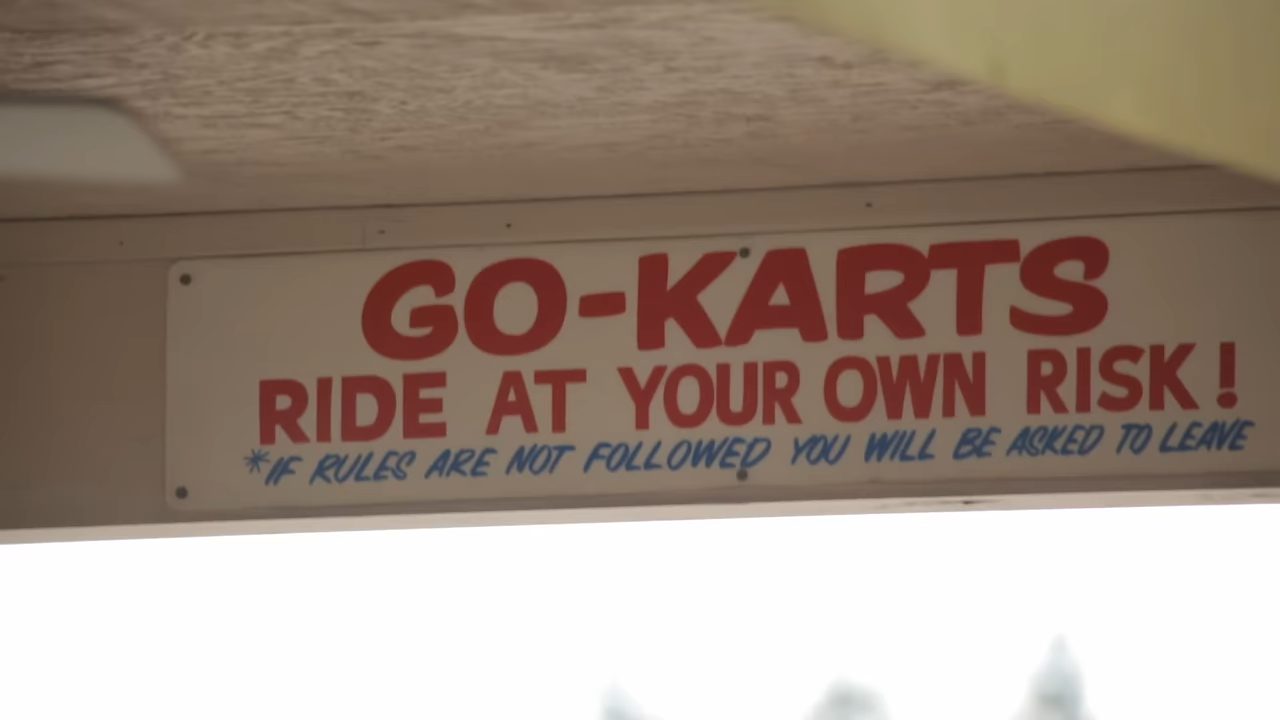 GO-KARTS
RIDE AT YOUR OWN RISK!
*IF RULES ARE NOT FOLLOWED YOU WILL BE ASKED TO LEAVE